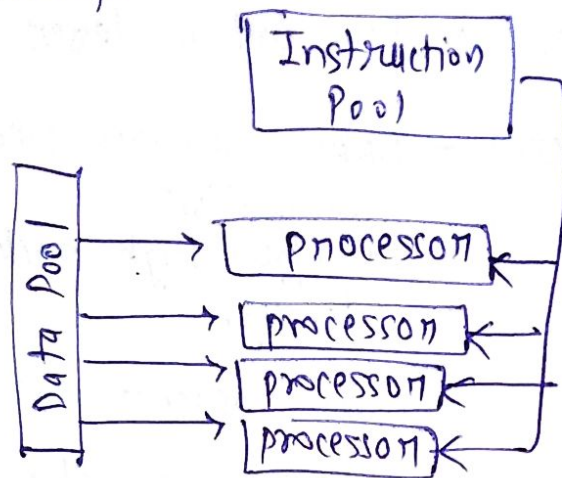 Instruction
Pool
Data Pool
processor
processor
processor
processor